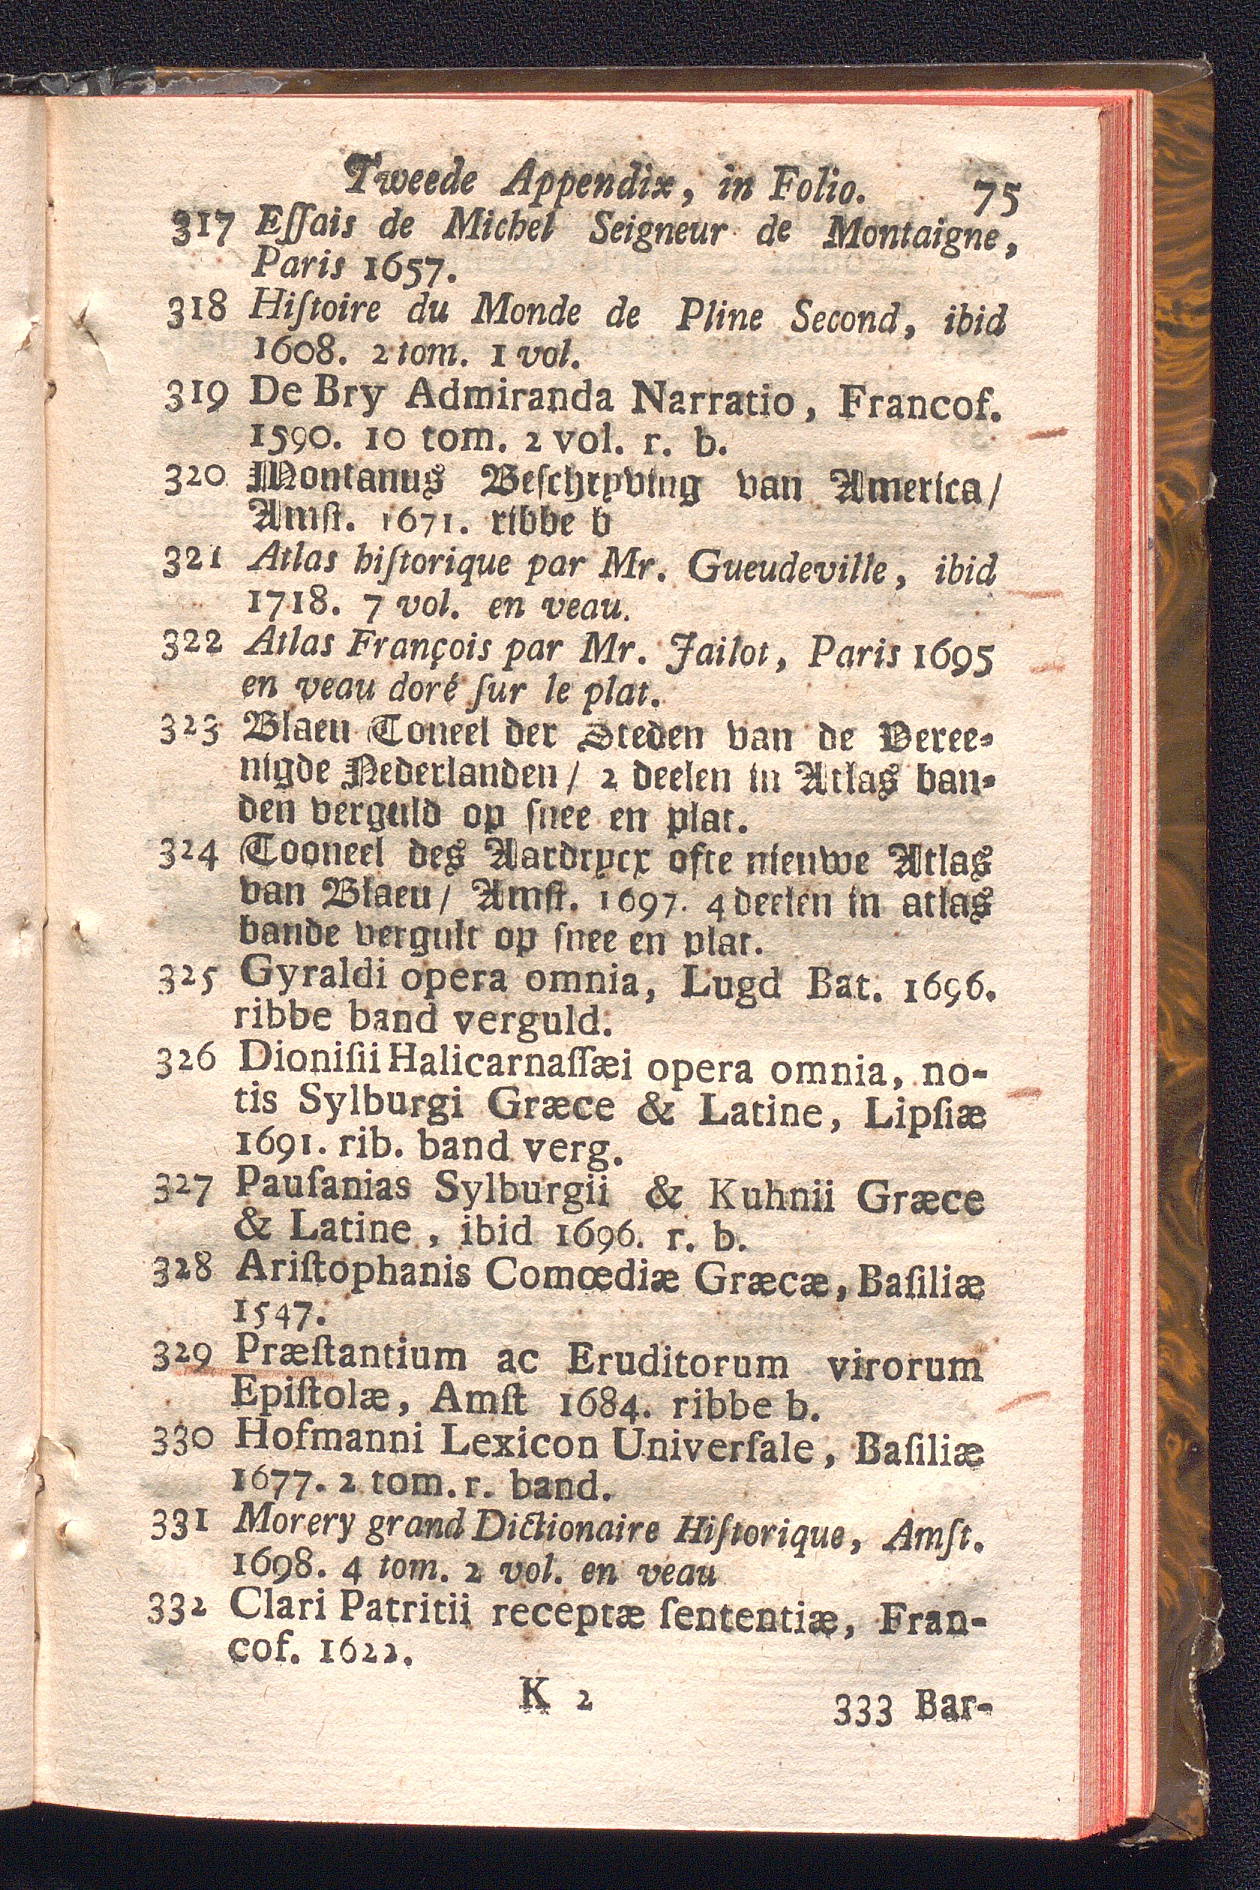 Tweede Appendix, in Folio. 75
317 Eſſais de Michel Seigneur de Montaigne,
Paris 1657.
318 Hiſtoire du Monde de Pline Second, ibid
1608. 2 tom. 1 vol.
319 De Bry Admiranda Narratio, Francof.
1590. 10 tom. 2 vol. r. b.
320 Montanus Beſchryving van America/
Amſt. 1671. ribbe b
321 Atlas hiſtorique par Mr. Gueudeville, ibid
1718. 7 vol. en veau.
322 Atlas François par Mr. Jailot, Paris 1695
en veau doré ſur le plat.
323 Blaeu Toneel der Steden van de Veree-
nigde Nederlanden/ 2 deelen in Atlas ban-
den verguld op ſnee en plat.
324 Tooneel des Aardrycx ofte nieuwe Atlas
van Blaeu/ Amſt. 1697. 4 deelen in atlas
bande vergult op ſnee en plat.
325 Gyraldi opera omnia, Lugd Bat. 1696.
ribbe band verguld.
326 Dioniſii Halicarnaſſæi opera omnia, no-
tis Sylburgi Græce & Latine, Lipſiæ
1691. rib. band verg.
327 Pauſanias Sylburgii & Kuhnii Græce
& Latine, ibid 1696. r. b.
328 Ariſtophanis Comœdiæ Græcæ, Baſiliæ
1547.
329 Præſtantium ac Eruditorum virorum
Epiſtolæ, Amſt 1684. ribbe b.
330 Hofmanni Lexicon Univerſale, Baſiliæ
1677. 2 tom. r. band.
331 Morery grand Dictionaire Hiſtorique, Amſt.
1698. 4 tom. 2 vol. en veau
332 Clari Patritii receptæ ſententiæ, Fran-
cof. 1622.
K 2 333 Bar-